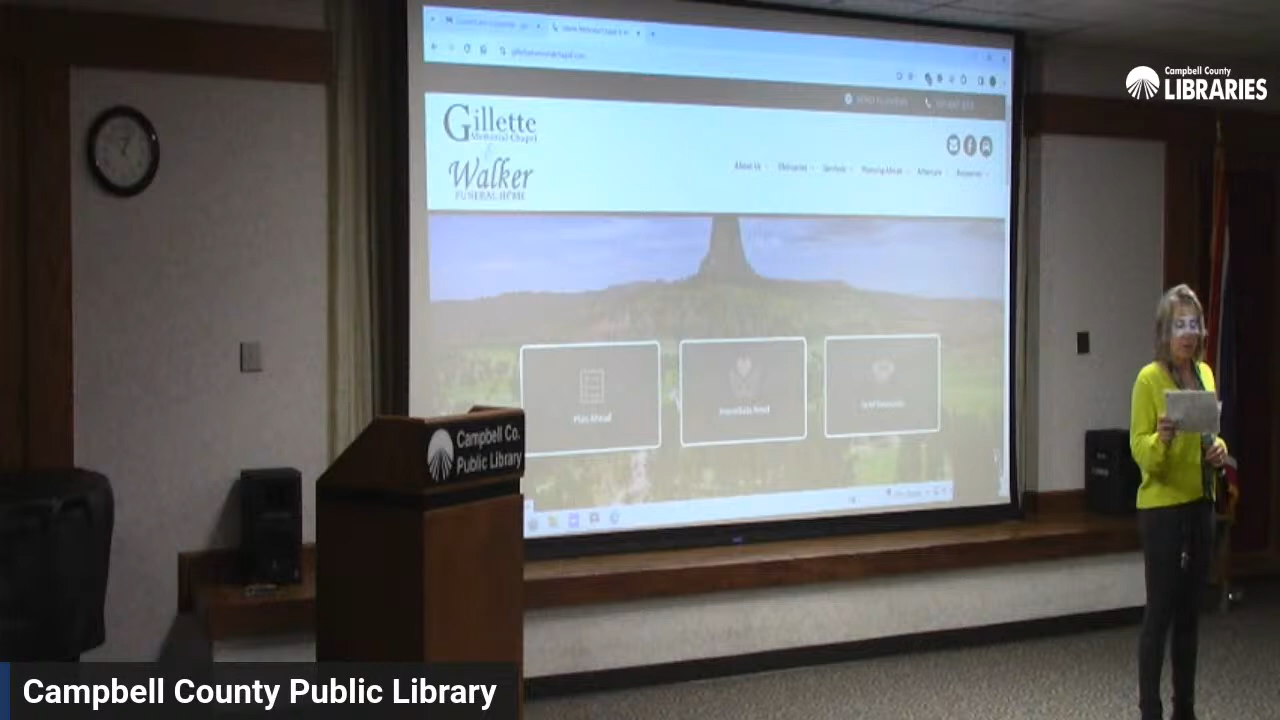 Campbell County
LIBRARIES
Gillette
Memorial Chapel
&
Walker
FUNERAL HOME
About Us
Obituaries
Services
Planning Ahead
Aftercare
Resources
Plan Ahead
Immediate Need
Campbell Co.
Public Library
Campbell County Public Library